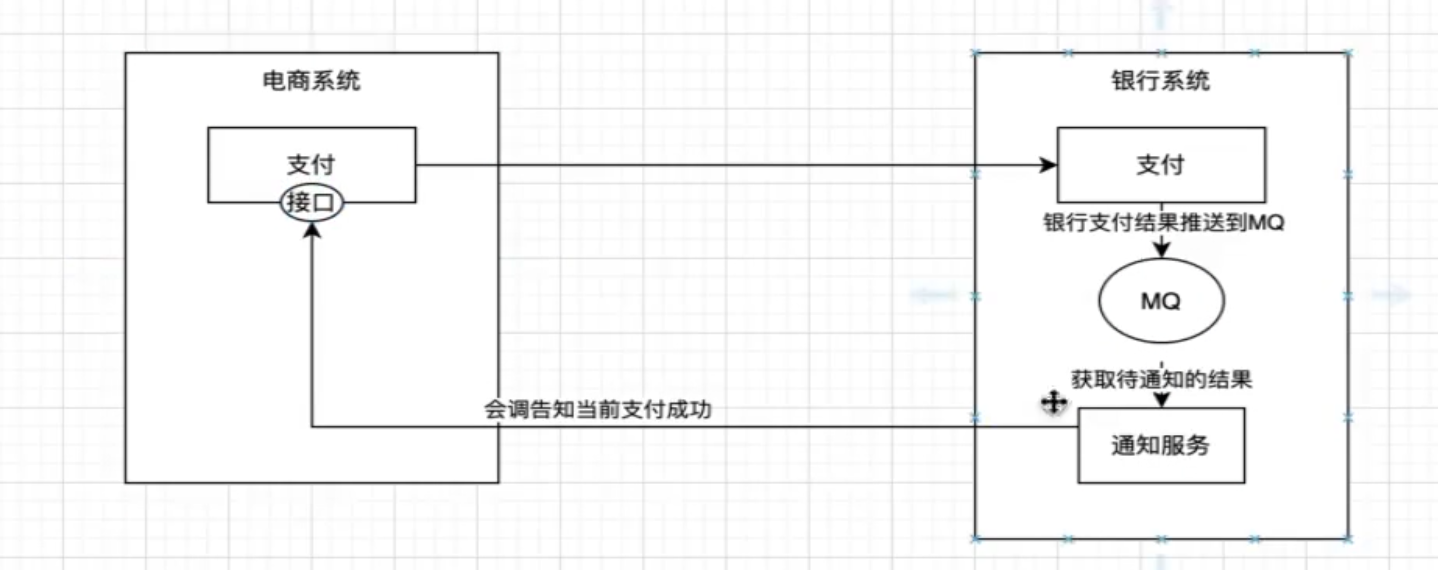 电商系统
银行系统
支付
接口
支付
银行支付结果推送到MQ
MQ
获取待通知的结果
会调告知当前支付成功
通知服务